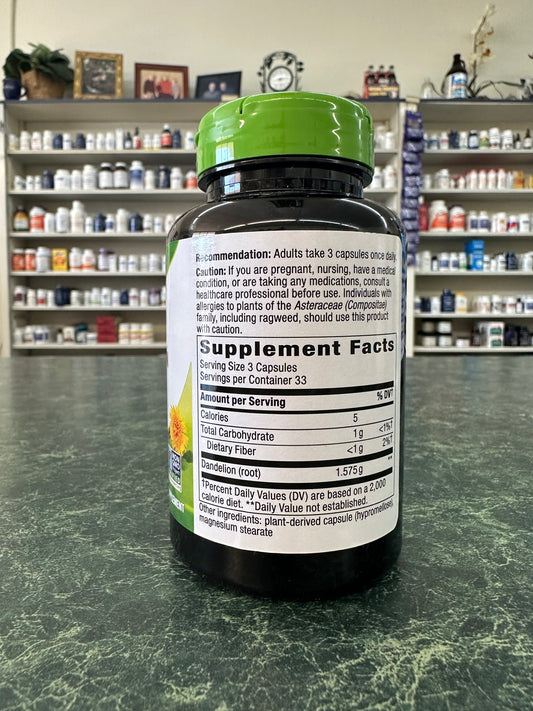 Recommendation: Adults take 3 capsules once daily.
Caution: If you are pregnant, nursing, have a medical
condition, or are taking any medications, consult a
healthcare professional before use. Individuals with
allergies to plants of the Asteraceae (Compositae)
family, including ragweed, should use this product
with caution.
Supplement Facts
Serving Size 3 Capsules
Servings per Container 33
Amount per Serving % DV†
Calories 5
Total Carbohydrate 1 g <1%†
Dietary Fiber <1 g 2%†
Dandelion (root) 1.575 g **
†Percent Daily Values (DV) are based on a 2,000
calorie diet. **Daily Value not established.
Other ingredients: plant-derived capsule (hypromellose),
magnesium stearate